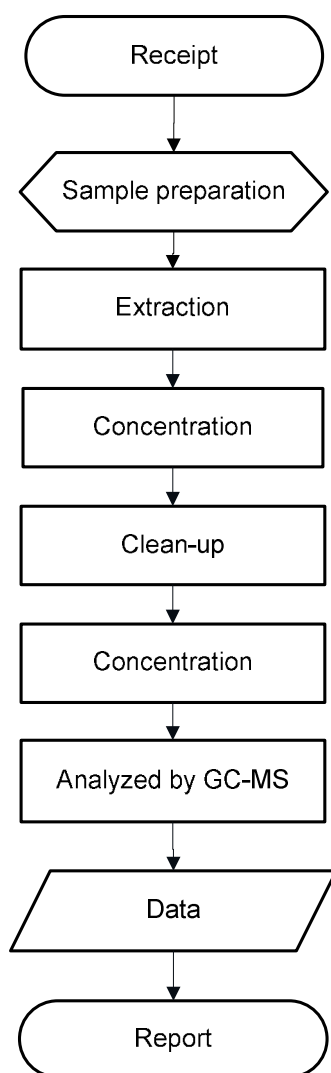 Receipt
Sample preparation
Extraction
Concentration
Clean-up
Concentration
Analyzed by GC-MS
Data
Report